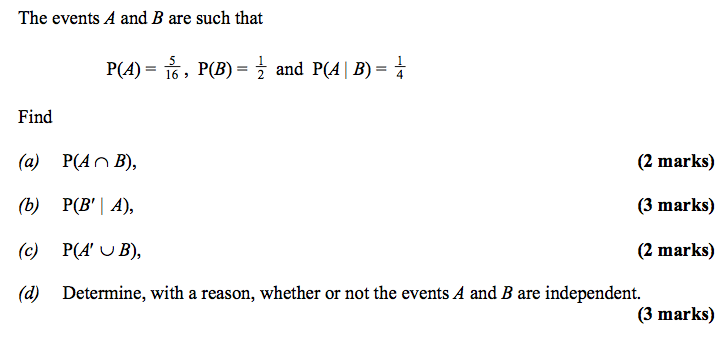 The events A and B are such that
P(A) = 5/16, P(B) = 1/2 and P(A | B) = 1/4
Find
(a) P(A ∩ B), (2 marks)
(b) P(B′ | A), (3 marks)
(c) P(A′ ∪ B), (2 marks)
(d) Determine, with a reason, whether or not the events A and B are independent.
(3 marks)